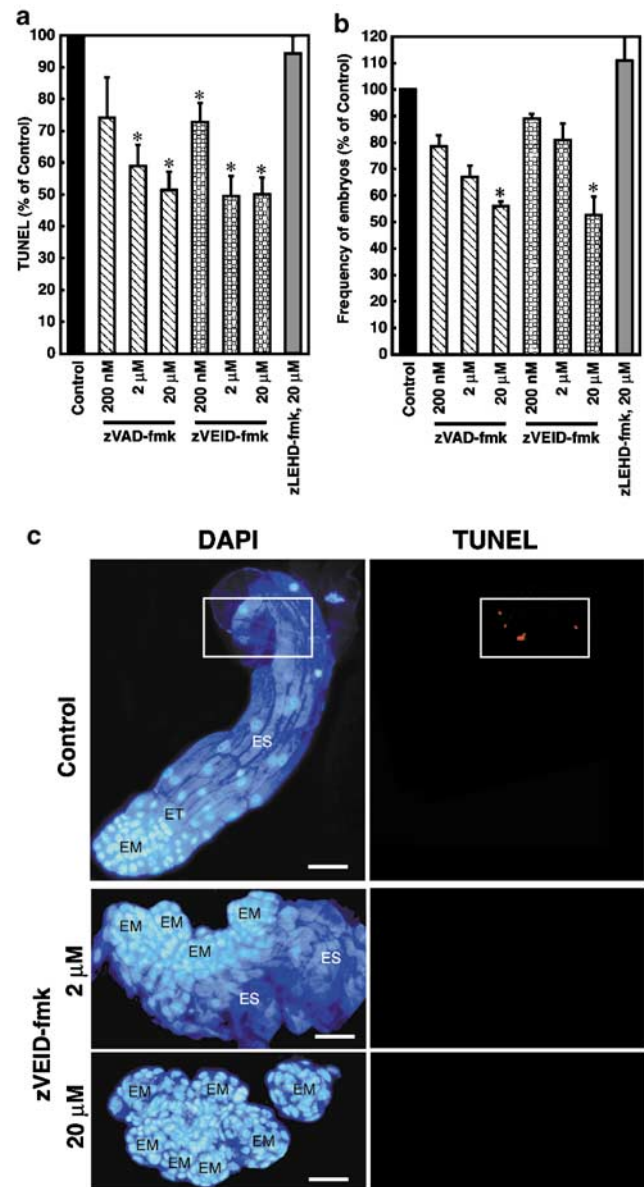 a
TUNEL (% of Control)
100
90
80
70
60
50
40
30
20
10
0
*
*
*
*
*
Control
200 nM
2 μM
20 μM
200 nM
2 μM
20 μM
zLEHD-fmk, 20 μM
zVAD-fmk
zVEID-fmk
b
Frequency of embryos (% of Control)
120
110
100
90
80
70
60
50
40
30
20
10
0
*
*
Control
200 nM
2 μM
20 μM
200 nM
2 μM
20 μM
zLEHD-fmk, 20 μM
zVAD-fmk
zVEID-fmk
c
DAPI
TUNEL
Control
ES
ET
EM
zVEID-fmk
2 μM
EM
EM
EM
EM
ES
ES
20 μM
EM
EM
EM
EM
EM
EM
EM